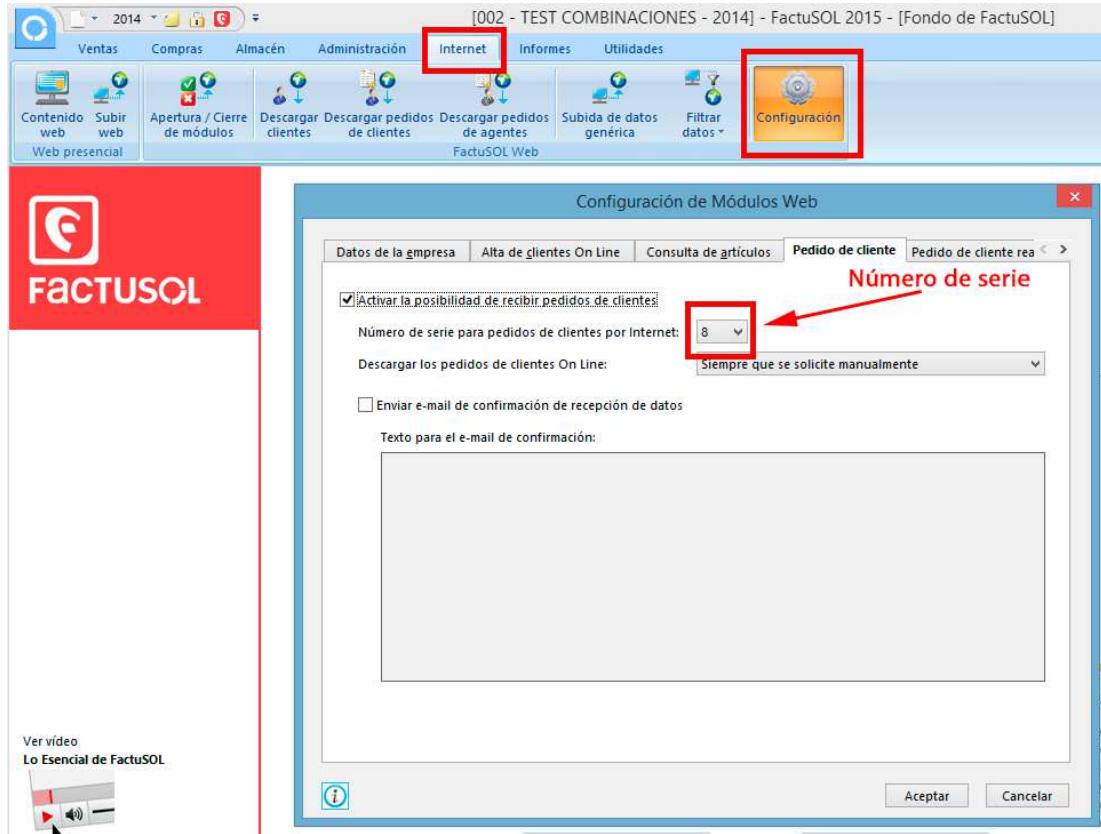 2014
[002 - TEST COMBINACIONES - 2014] - FactuSOL 2015 - [Fondo de FactuSOL]
Ventas Compras Almacén Administración Internet Informes Utilidades
Contenido web
Subir web
Apertura / Cierre de módulos
Descargar clientes
Descargar pedidos de clientes
Descargar pedidos de agentes
Subida de datos genérica
Filtrar datos
Configuración
Web presencial
FactuSOL Web
FACTUSOL
Configuración de Módulos Web
Datos de la empresa Alta de clientes On Line Consulta de artículos Pedido de cliente Pedido de cliente rea
Número de serie
Activar la posibilidad de recibir pedidos de clientes
Número de serie para pedidos de clientes por Internet: 8
Descargar los pedidos de clientes On Line: Siempre que se solicite manualmente
Enviar e-mail de confirmación de recepción de datos
Texto para el e-mail de confirmación:
Ver vídeo
Lo Esencial de FactuSOL
Aceptar Cancelar